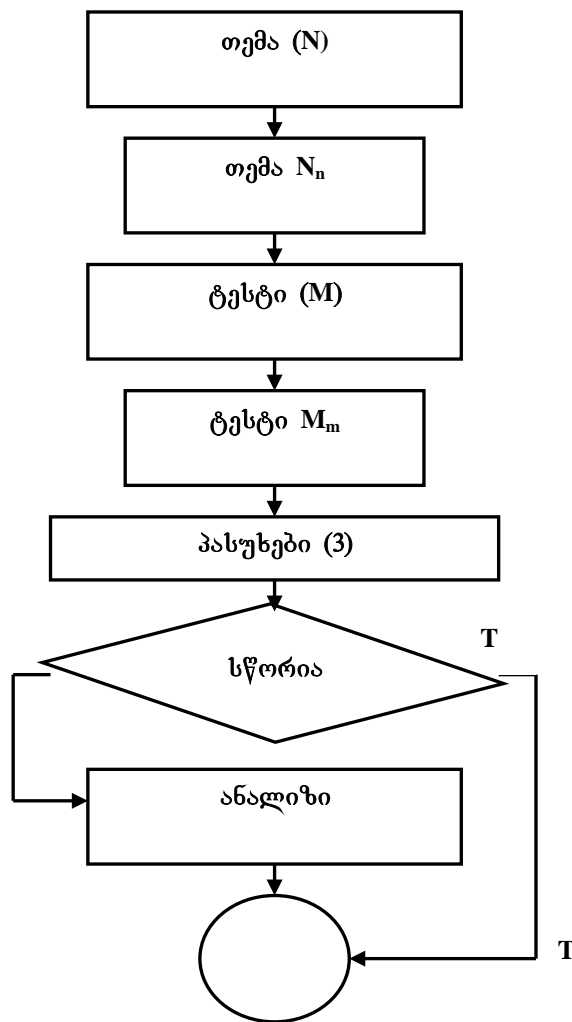 თემა (N)
თემა Nn
ტესტი (M)
ტესტი Mm
პასუხები (3)
T
სწორია
ანალიზი
T